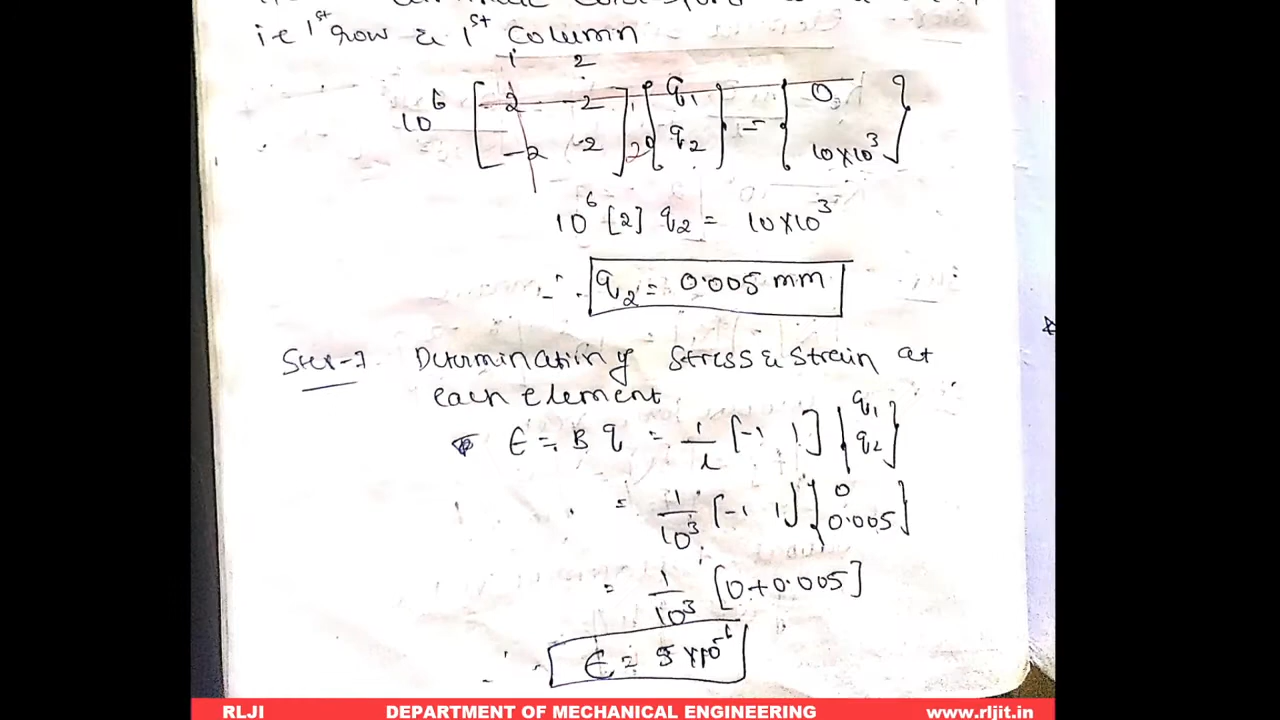 i.e 1st row & 1st column
1 2
10^6 [2 -2; -2 -2] 1 2 {q1; q2} = {0; 10×10^3}
10^6 [2] q2 = 10×10^3
∴ q2 = 0.005 mm
Step-7 Determination of stress & strain at
each element
ϵ = B q = 1/l [-1 1] {q1; q2}
= 1/10^3 [-1 1] {0; 0.005}
= 1/10^3 [0+0.005]
∴ ϵ = 5×10^-6
RLJI DEPARTMENT OF MECHANICAL ENGINEERING www.rljit.in